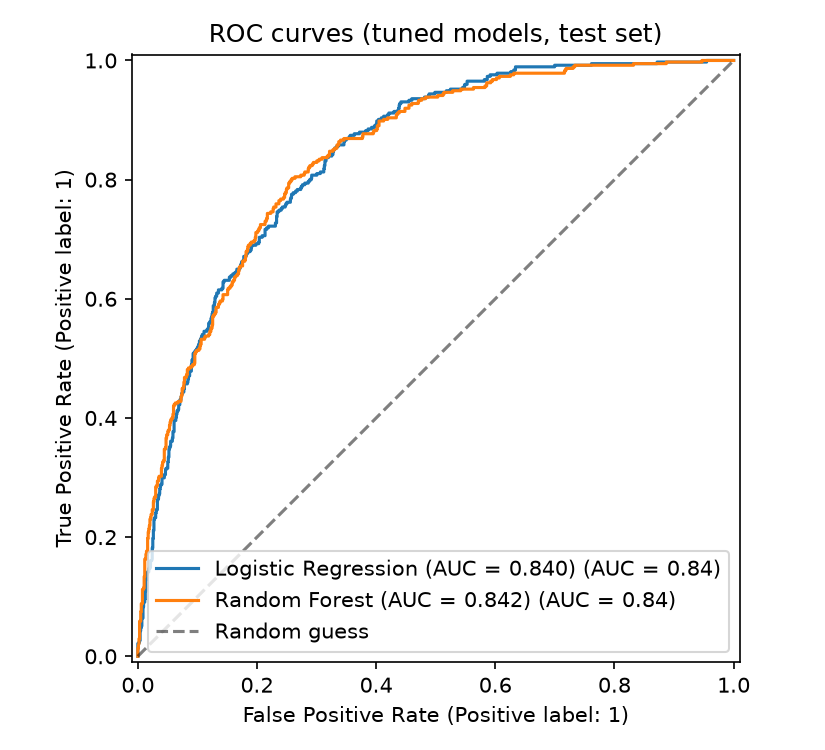 ROC curves (tuned models, test set)
True Positive Rate (Positive label: 1)
1.0
0.8
0.6
0.4
0.2
0.0
Logistic Regression (AUC = 0.840) (AUC = 0.84)
Random Forest (AUC = 0.842) (AUC = 0.84)
Random guess
0.0 0.2 0.4 0.6 0.8 1.0
False Positive Rate (Positive label: 1)